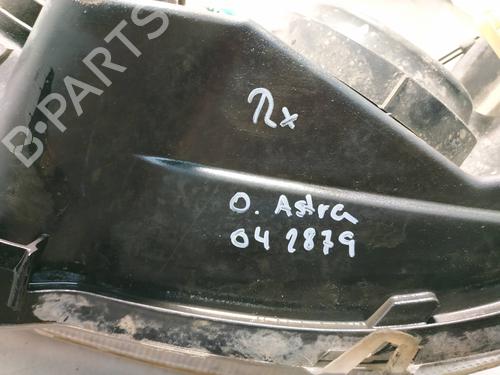 B-PARTS
Rx
O. Astra
04 2879